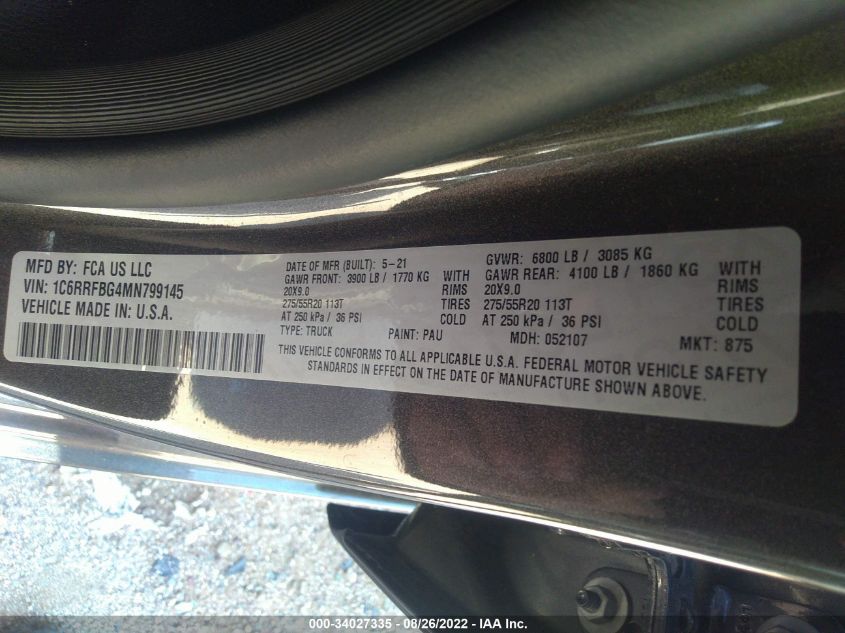 MFD BY: FCA US LLC
VIN: 1C6RRFBG4MN799145
VEHICLE MADE IN: U.S.A.
DATE OF MFR (BUILT): 5-21
GAWR FRONT: 3900 LB / 1770 KG WITH
20X9.0 RIMS
275/55R20 113T TIRES
AT 250 kPa / 36 PSI COLD
TYPE: TRUCK PAINT: PAU
GVWR: 6800 LB / 3085 KG
GAWR REAR: 4100 LB / 1860 KG WITH
20X9.0 RIMS
275/55R20 113T TIRES
AT 250 kPa / 36 PSI COLD
MDH: 052107 MKT: 875
THIS VEHICLE CONFORMS TO ALL APPLICABLE U.S.A. FEDERAL MOTOR VEHICLE SAFETY
STANDARDS IN EFFECT ON THE DATE OF MANUFACTURE SHOWN ABOVE.
000-34027335 - 08/26/2022 - IAA Inc.